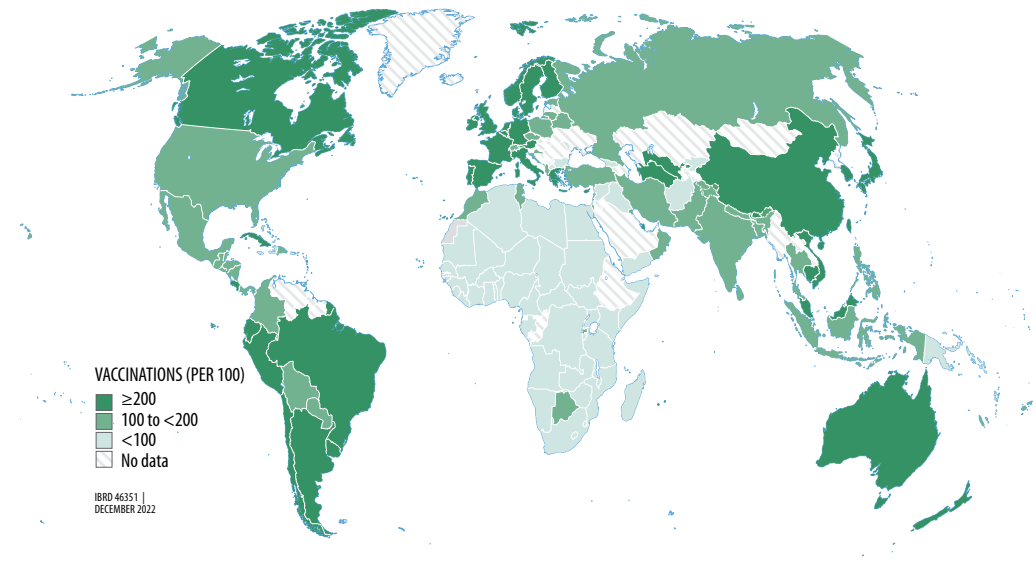 VACCINATIONS (PER 100)
≥200
100 to <200
<100
No data
IBRD 46351 |
DECEMBER 2022